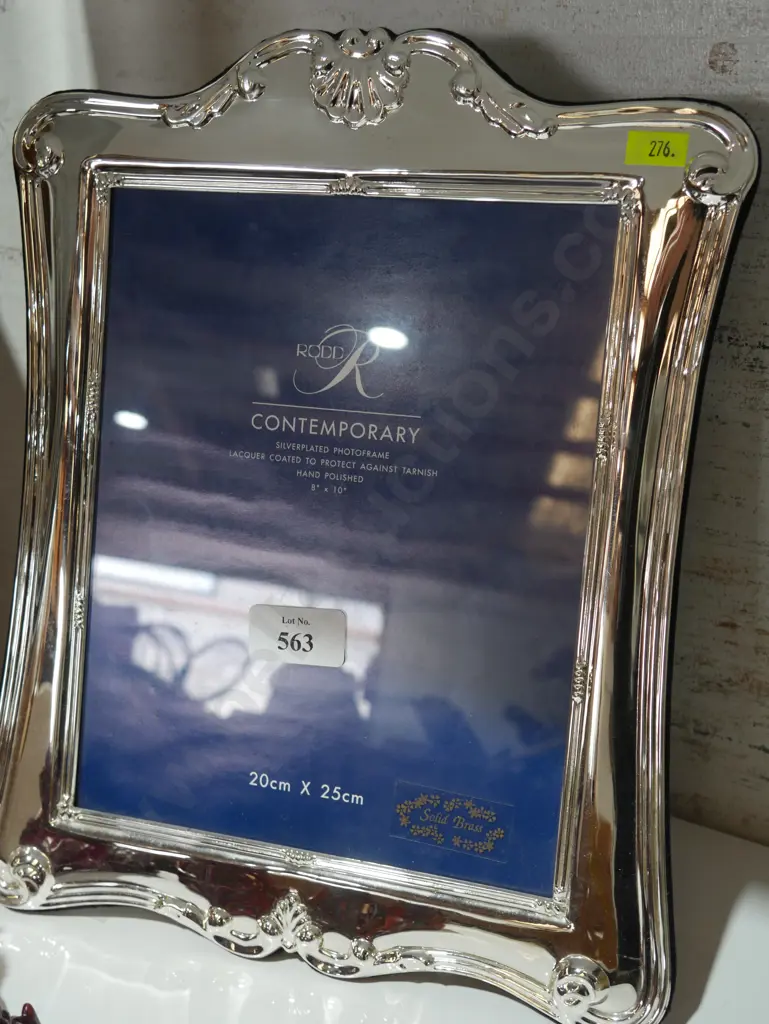 276.
RODD
R
CONTEMPORARY
SILVERPLATED PHOTOFRAME
LACQUER COATED TO PROTECT AGAINST TARNISH
HAND POLISHED
8" x 10"
Lot No.
563
20cm X 25cm
Solid Brass